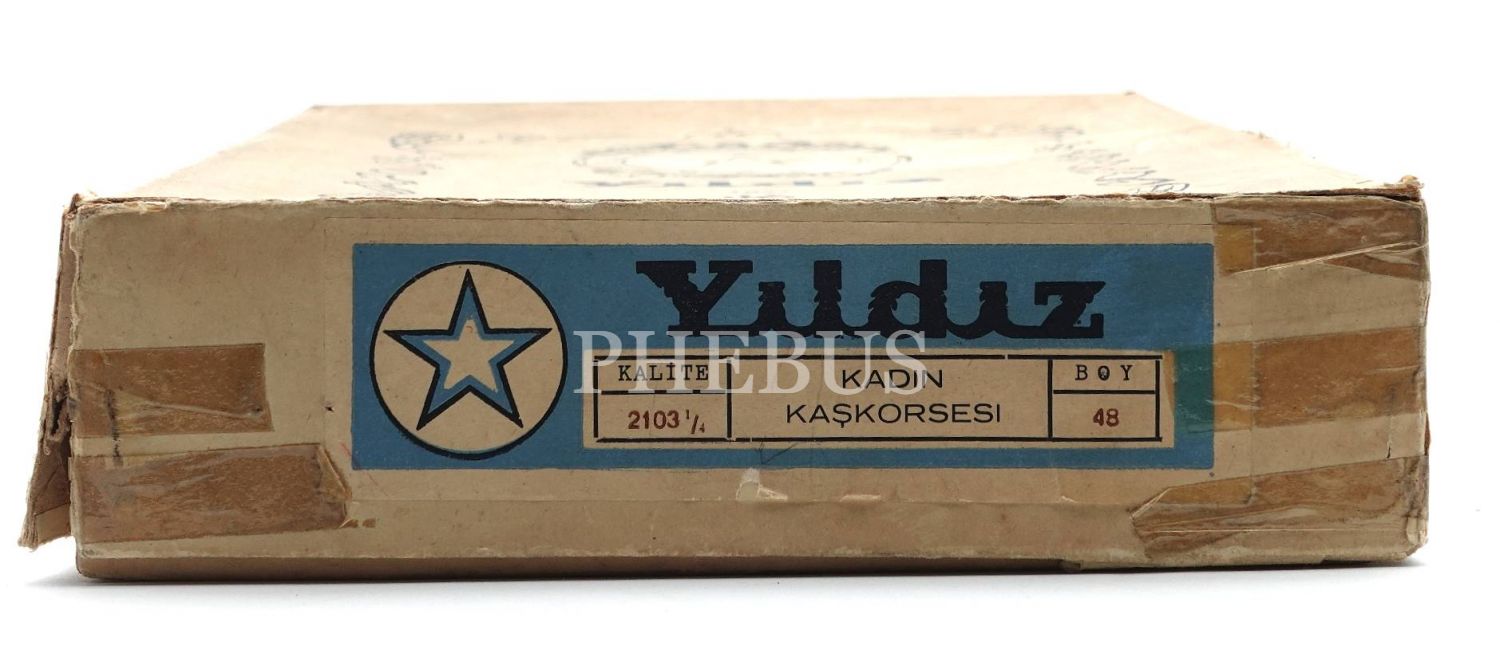 Yıldız
PHEBUS
KALİTE
KADIN
KAŞKORSESI
BOY
2103 1/4
48